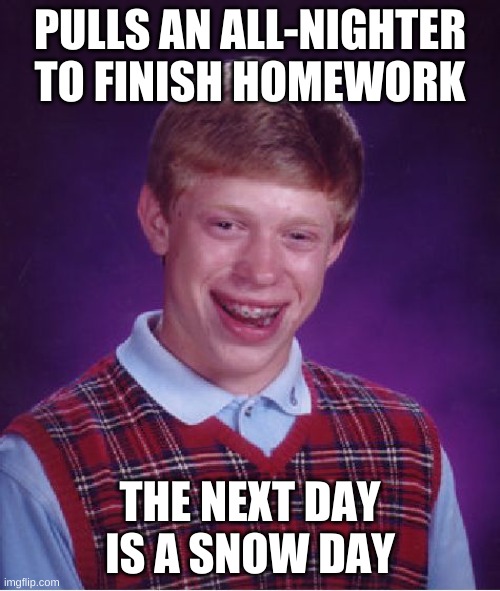 PULLS AN ALL-NIGHTER
TO FINISH HOMEWORK
THE NEXT DAY
IS A SNOW DAY
imgflip.com